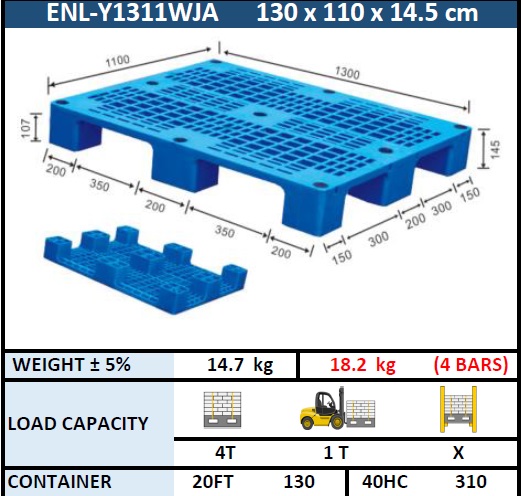 ENL-Y1311WJA 130 x 110 x 14.5 cm
1100
1300
107
145
200
350
200
350
200
150
300
200
300
150
WEIGHT ± 5% 14.7 kg 18.2 kg (4 BARS)
LOAD CAPACITY
4T 1 T X
CONTAINER 20FT 130 40HC 310